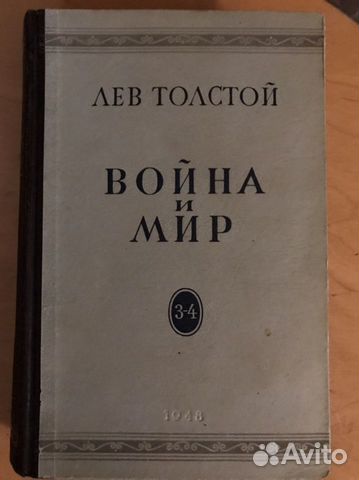 ЛЕВ ТОЛСТОЙ
ВОЙНА
И
МИР
3-4
1948
Avito